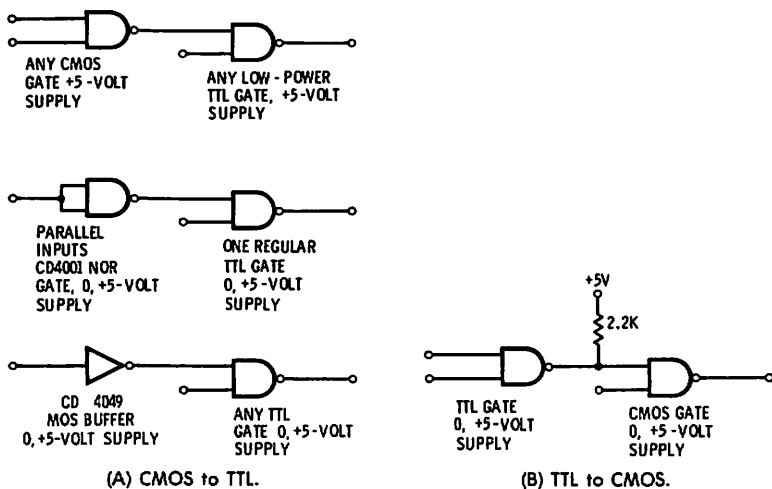 ANY CMOS
GATE +5-VOLT
SUPPLY
ANY LOW-POWER
TTL GATE, +5-VOLT
SUPPLY
PARALLEL
INPUTS
CD4001 NOR
GATE, 0, +5-VOLT
SUPPLY
ONE REGULAR
TTL GATE
0, +5-VOLT
SUPPLY
CD 4049
MOS BUFFER
0, +5-VOLT SUPPLY
ANY TTL
GATE 0, +5-VOLT
SUPPLY
(A) CMOS to TTL.
+5V
2.2K
TTL GATE
0, +5-VOLT
SUPPLY
CMOS GATE
0, +5-VOLT
SUPPLY
(B) TTL to CMOS.